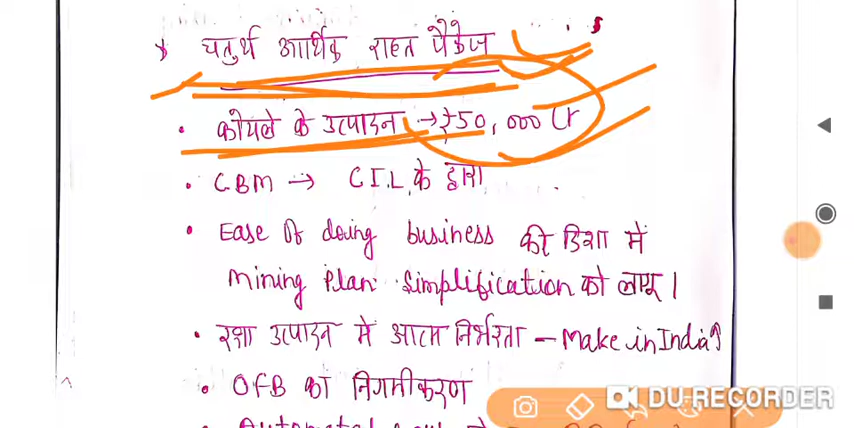 चतुर्थ आर्थिक राहत पैकेज
• कोयले के उत्पादन → ₹50,000 Cr
• CBM → CIL के द्वारा
• Ease of doing business की दिशा में
mining plan simplification को लागू।
• रक्षा उत्पादन में आत्म निर्भरता – Make in India
• OFB का निगमीकरण
DU RECORDER